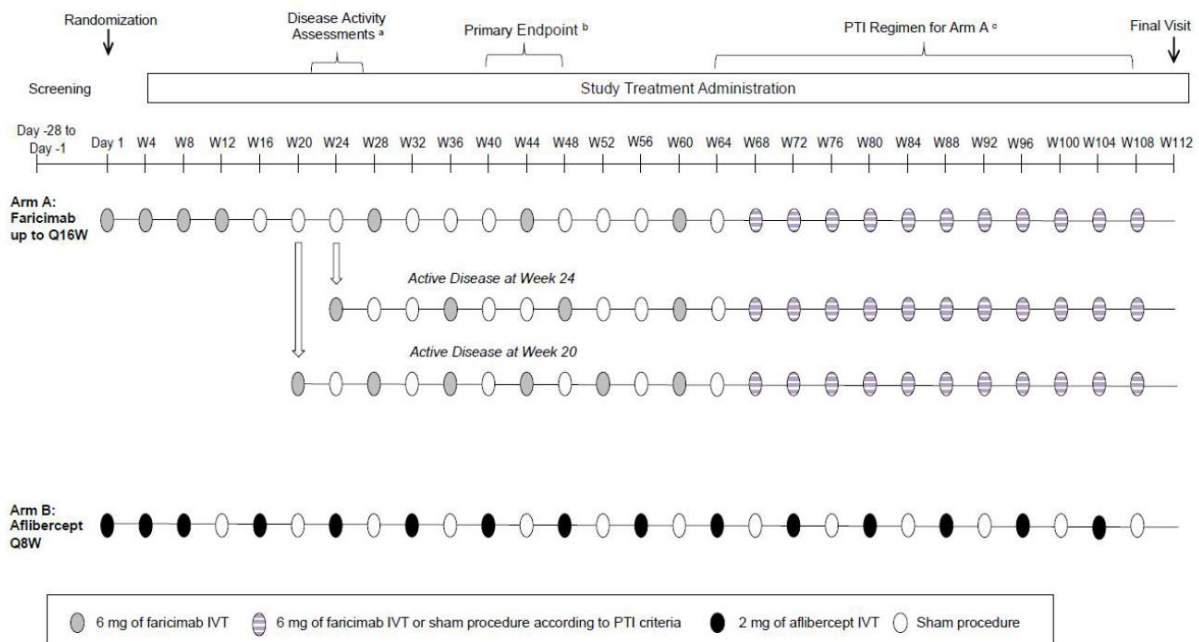 Randomization
Disease Activity
Assessments a
Primary Endpoint b
PTI Regimen for Arm A c
Final Visit
Screening
Study Treatment Administration
Day -28 to
Day -1
Day 1 W4 W8 W12 W16 W20 W24 W28 W32 W36 W40 W44 W48 W52 W56 W60 W64 W68 W72 W76 W80 W84 W88 W92 W96 W100 W104 W108 W112
Arm A:
Faricimab
up to Q16W
Active Disease at Week 24
Active Disease at Week 20
Arm B:
Aflibercept
Q8W
6 mg of faricimab IVT 6 mg of faricimab IVT or sham procedure according to PTI criteria 2 mg of aflibercept IVT Sham procedure